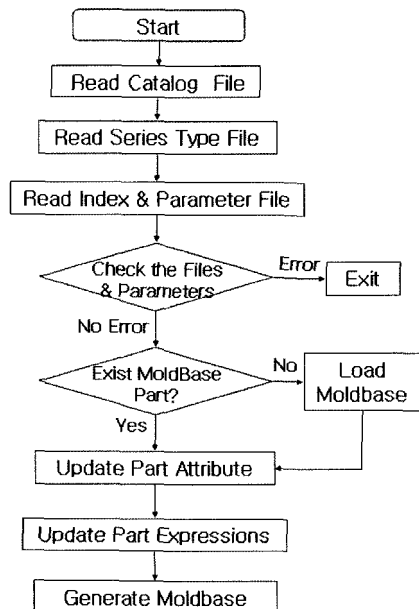 Start
Read Catalog File
Read Series Type File
Read Index & Parameter File
Check the Files
& Parameters
Error
Exit
No Error
Exist MoldBase
Part?
No
Load
Moldbase
Yes
Update Part Attribute
Update Part Expressions
Generate Moldbase